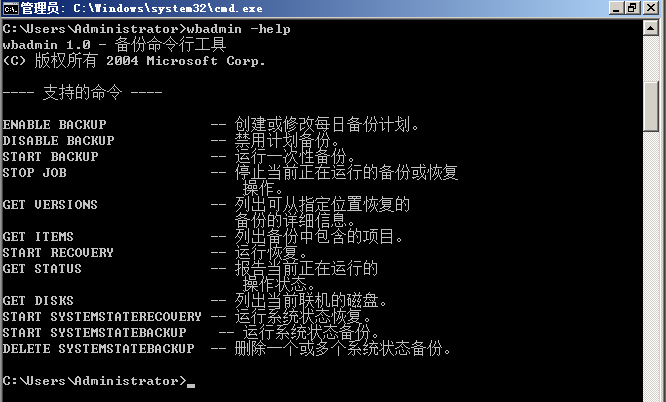 管理员: C:\Windows\system32\cmd.exe
C:\Users\Administrator>wbadmin -help
wbadmin 1.0 - 备份命令行工具
(C) 版权所有 2004 Microsoft Corp.
---- 支持的命令 ----
ENABLE BACKUP -- 创建或修改每日备份计划。
DISABLE BACKUP -- 禁用计划备份。
START BACKUP -- 运行一次性备份。
STOP JOB -- 停止当前正在运行的备份或恢复
操作。
GET VERSIONS -- 列出可从指定位置恢复的
备份的详细信息。
GET ITEMS -- 列出备份中包含的项目。
START RECOVERY -- 运行恢复。
GET STATUS -- 报告当前正在运行的
操作状态。
GET DISKS -- 列出当前联机的磁盘。
START SYSTEMSTATERECOVERY -- 运行系统状态恢复。
START SYSTEMSTATEBACKUP -- 运行系统状态备份。
DELETE SYSTEMSTATEBACKUP -- 删除一个或多个系统状态备份。
C:\Users\Administrator>_